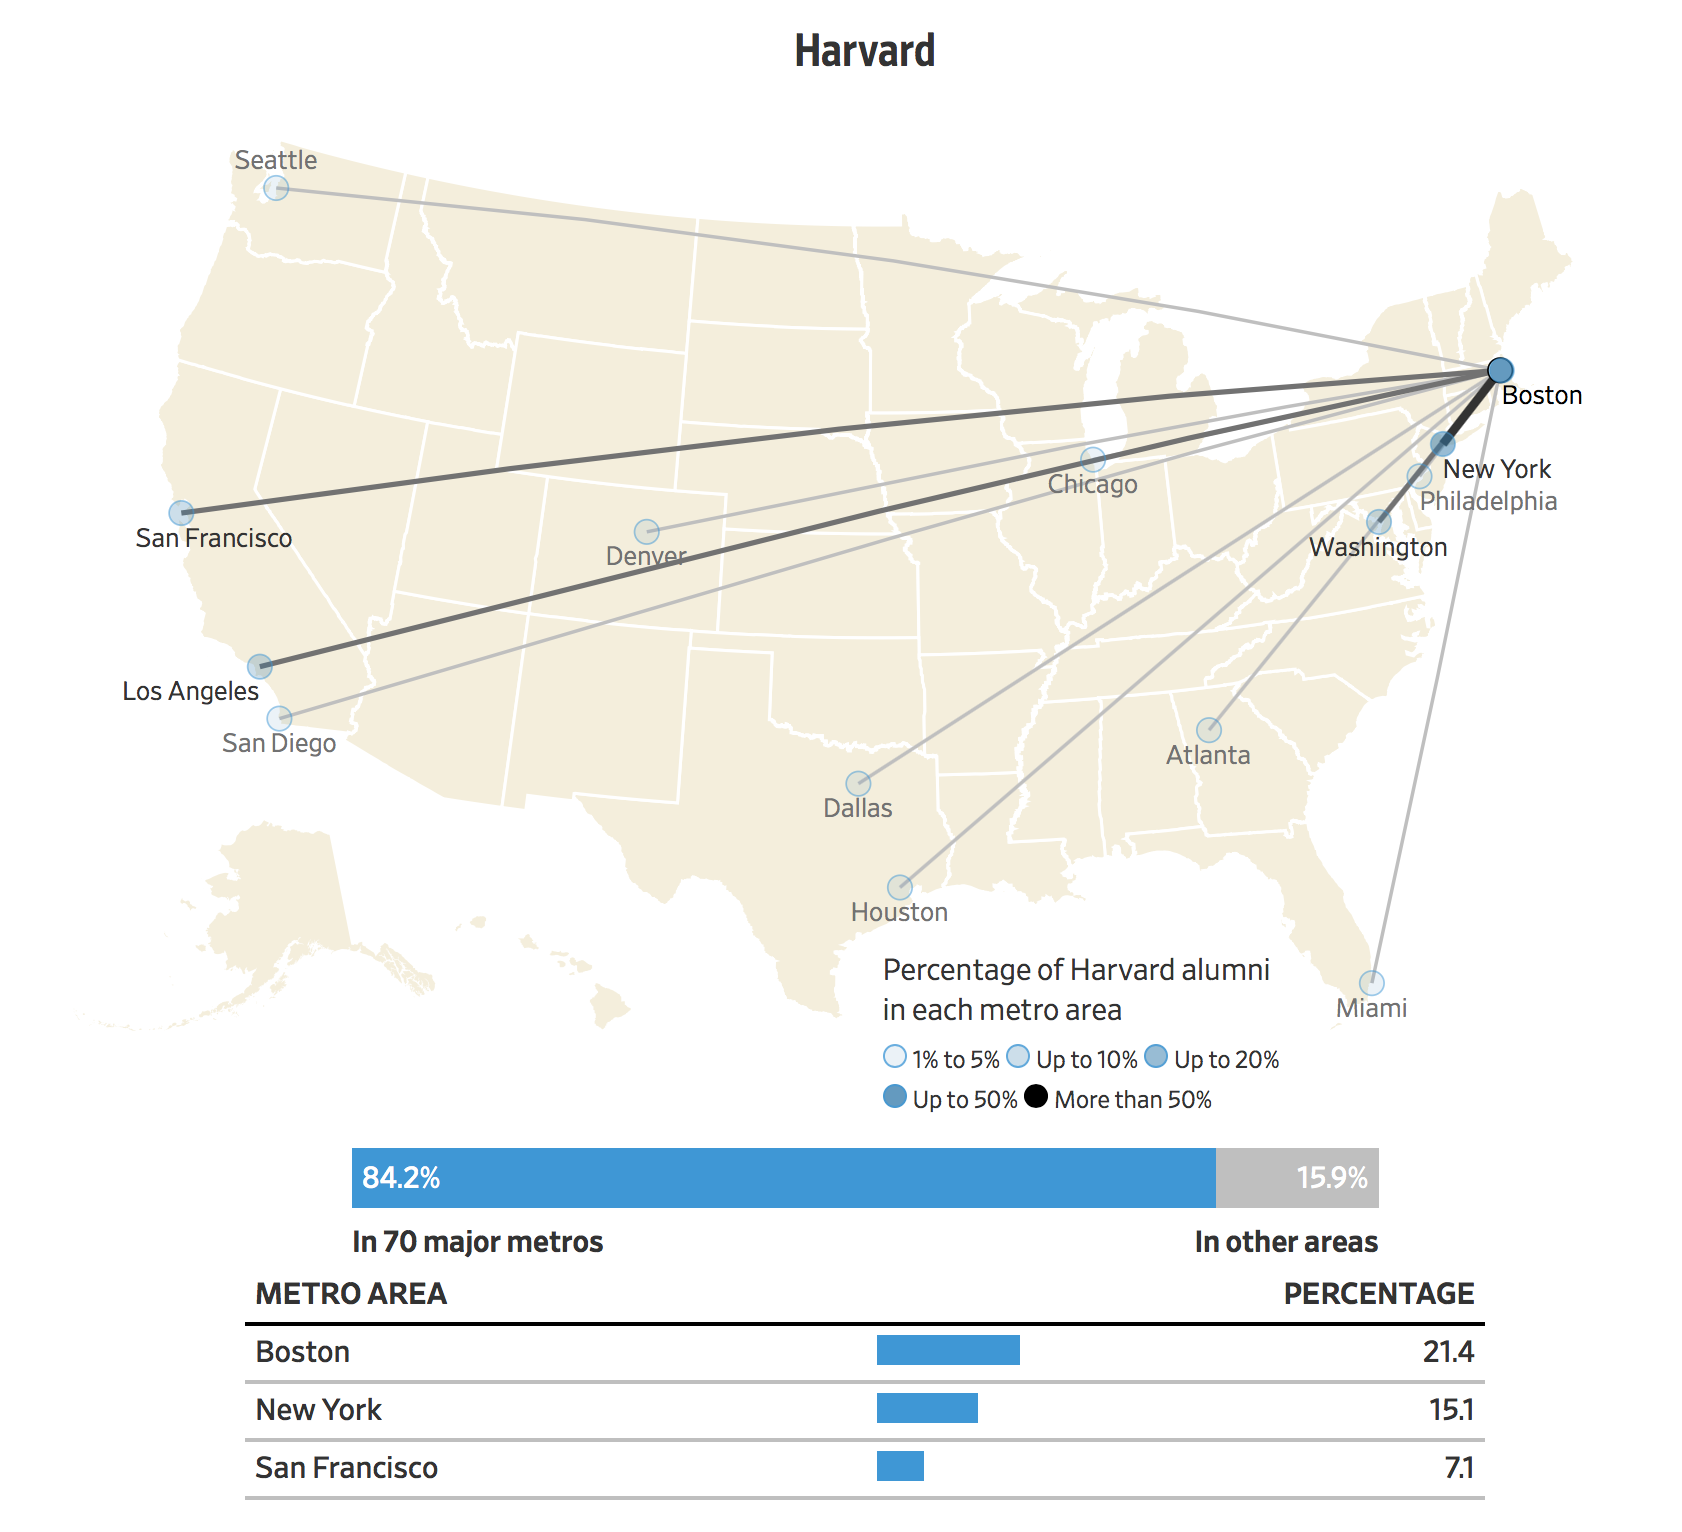 Harvard
Seattle
Boston
New York
Chicago
Philadelphia
San Francisco
Denver
Washington
Los Angeles
San Diego
Atlanta
Dallas
Houston
Miami
Percentage of Harvard alumni
in each metro area
1% to 5% Up to 10% Up to 20%
Up to 50% More than 50%
84.2% 15.9%
In 70 major metros In other areas
METRO AREA PERCENTAGE
Boston 21.4
New York 15.1
San Francisco 7.1